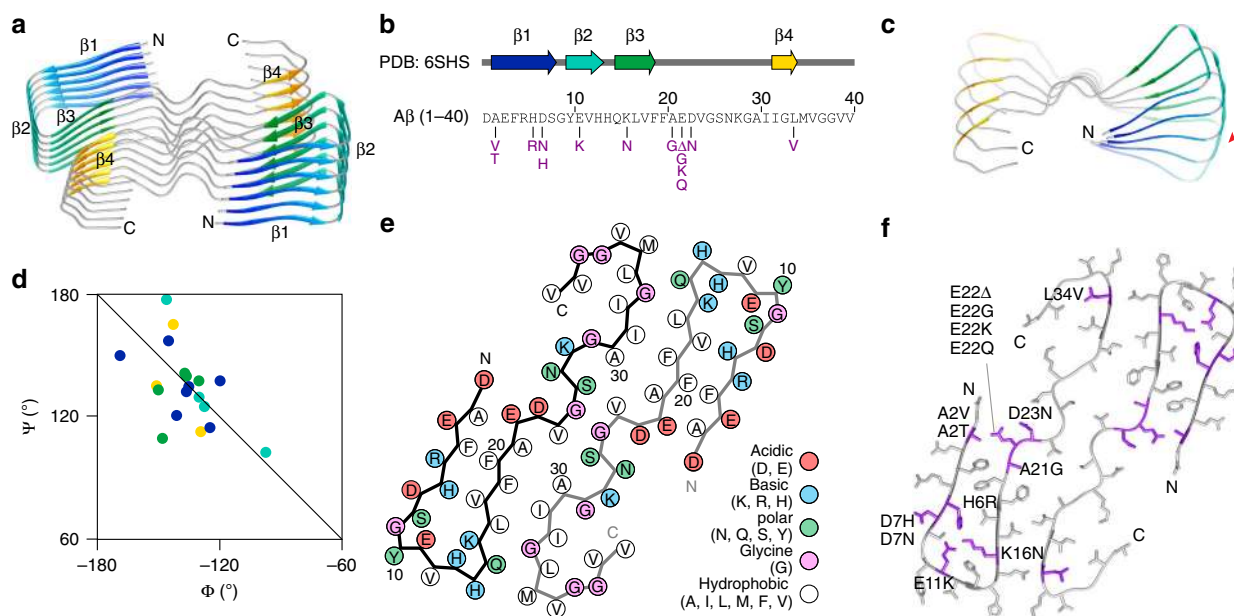 a
β1
N
C
β4
β3
β2
β3
β2
β4
C
N
β1
b
β1
β2
β3
β4
PDB: 6SHS
10
20
30
40
Aβ (1–40)
DAEFRHDSGYEVHHQKLVFFAEDVGSNKGAIIGLMVGGVV
V
R
N
K
N
G
Δ
N
V
T
H
G
K
Q
c
N
C
d
180
120
60
Ψ (°)
−180
−120
−60
Φ (°)
e
V
M
G
G
L
V
V
G
C
I
I
G
A
30
K
N
S
G
V
D
E
A
20
F
F
V
L
K
Q
H
H
V
E
Y
10
G
S
D
H
R
F
E
A
D
N
H
V
10
Q
H
Y
K
E
G
L
S
V
D
F
H
F
R
20
A
F
E
E
A
D
D
N
V
G
S
N
30
A
K
G
I
I
G
L
M
V
G
G
V
V
C
Acidic
(D, E)
Basic
(K, R, H)
polar
(N, Q, S, Y)
Glycine
(G)
Hydrophobic
(A, I, L, M, F, V)
f
E22Δ
E22G
E22K
E22Q
L34V
C
N
A2V
A2T
D23N
A21G
N
H6R
D7H
D7N
K16N
C
E11K